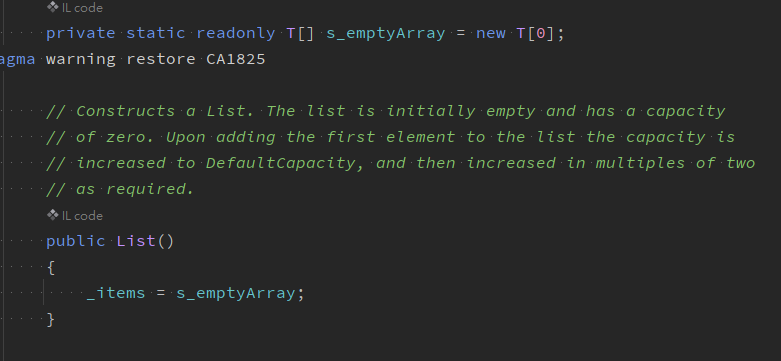 IL code
private static readonly T[] s_emptyArray = new T[0];
agma warning restore CA1825
// Constructs a List. The list is initially empty and has a capacity
// of zero. Upon adding the first element to the list the capacity is
// increased to DefaultCapacity, and then increased in multiples of two
// as required.
IL code
public List()
{
_items = s_emptyArray;
}